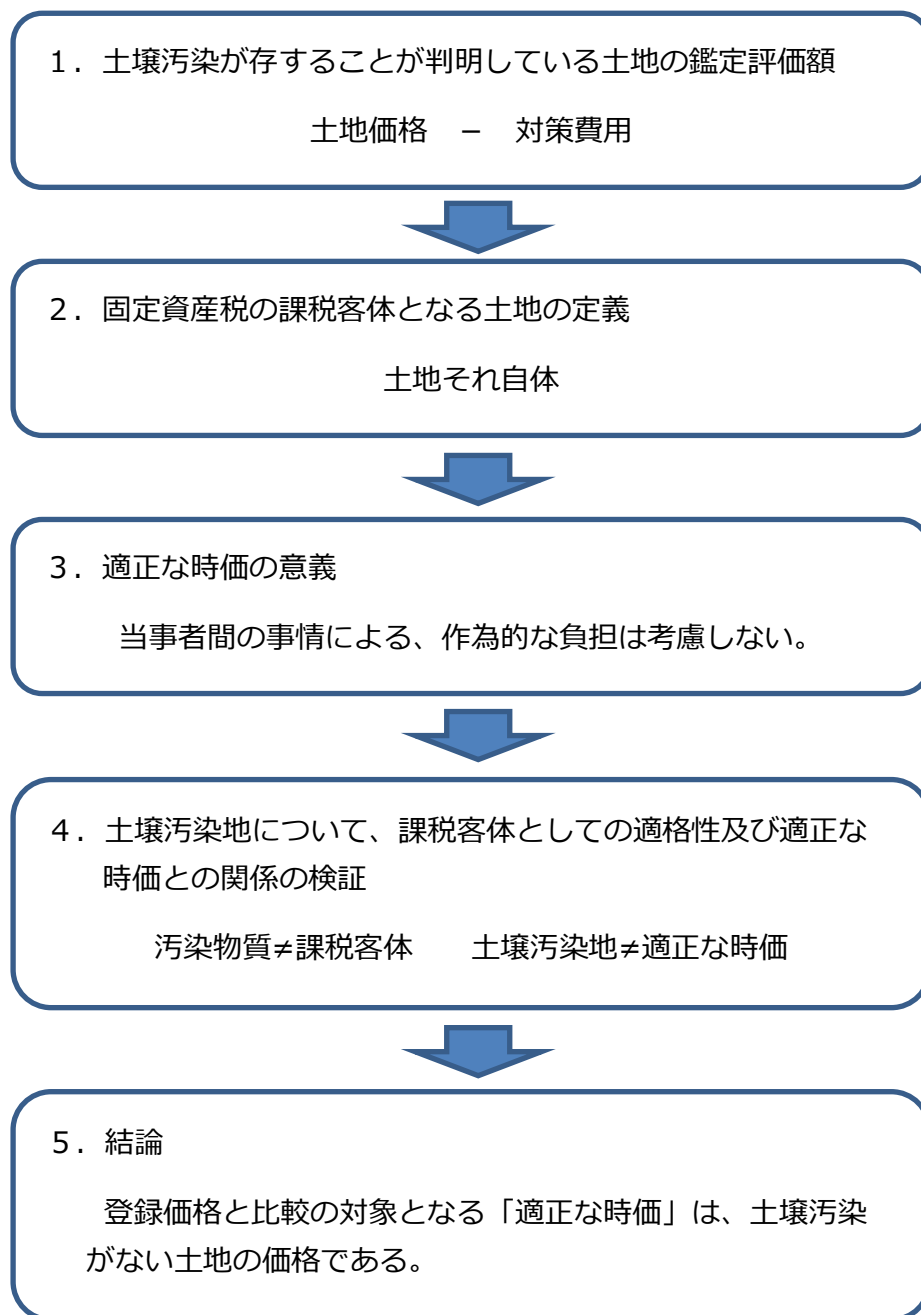 1．土壌汚染が存することが判明している土地の鑑定評価額
土地価格　－　対策費用
2．固定資産税の課税客体となる土地の定義
土地それ自体
3．適正な時価の意義
当事者間の事情による、作為的な負担は考慮しない。
4．土壌汚染地について、課税客体としての適格性及び適正な
時価との関係の検証
汚染物質≠課税客体　　土壌汚染地≠適正な時価
5．結論
登録価格と比較の対象となる「適正な時価」は、土壌汚染
がない土地の価格である。